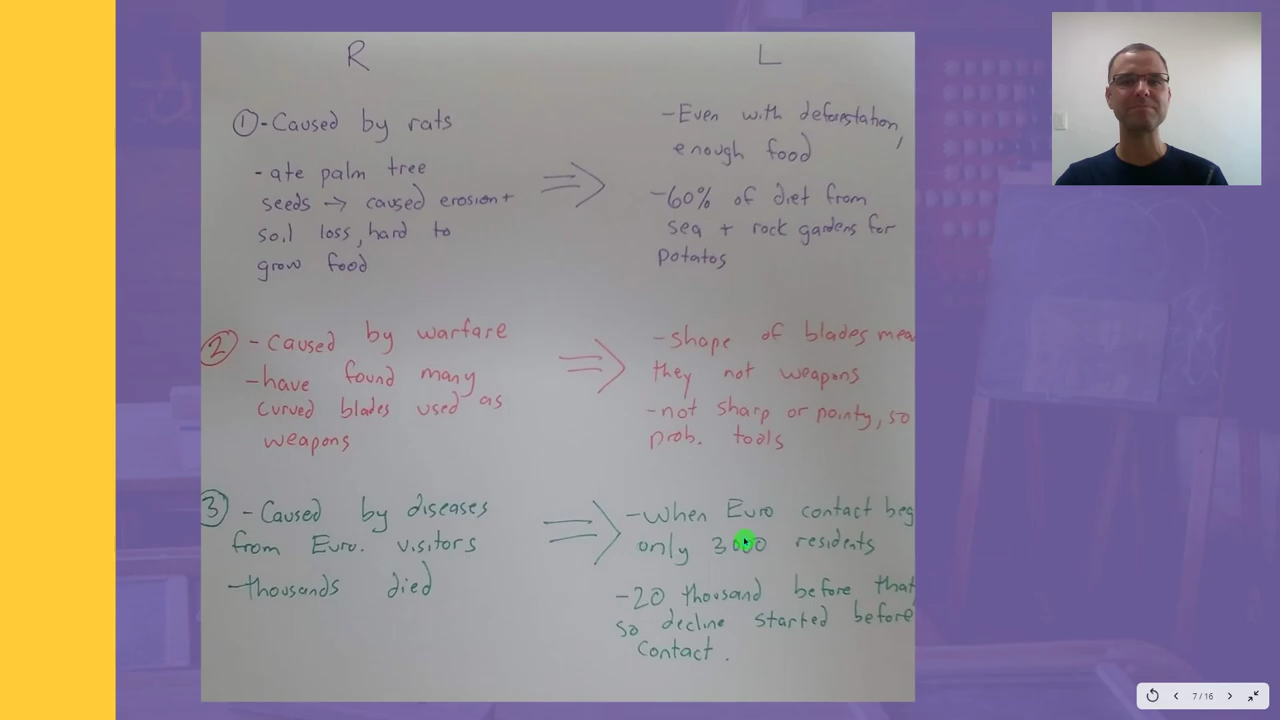 R
① - Caused by rats
- ate palm tree
seeds → caused erosion +
soil loss, hard to
grow food
⇒
L
- Even with deforestation,
enough food
- 60% of diet from
sea + rock gardens for
potatos
② - Caused by warfare
- have found many
curved blades used as
weapons
⇒
- shape of blades mea
they not weapons
- not sharp or pointy, so
prob. tools
③ - Caused by diseases
from Euro. visitors
- thousands died
⇒
- When Euro contact beg
only 3000 residents
- 20 thousand before that
so decline started before
contact.
7 / 16